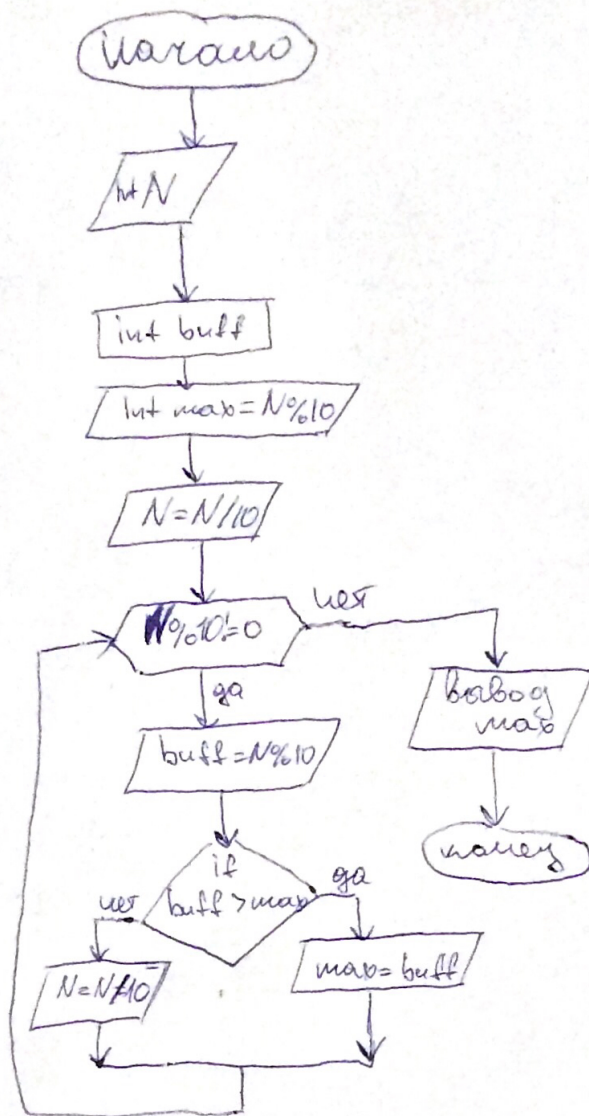 начало
int N
int buff
int max = N%10
N = N/10
N%10!=0
нет
да
buff = N%10
вывод
max
конец
if
buff > max
нет
да
N = N/10
max = buff